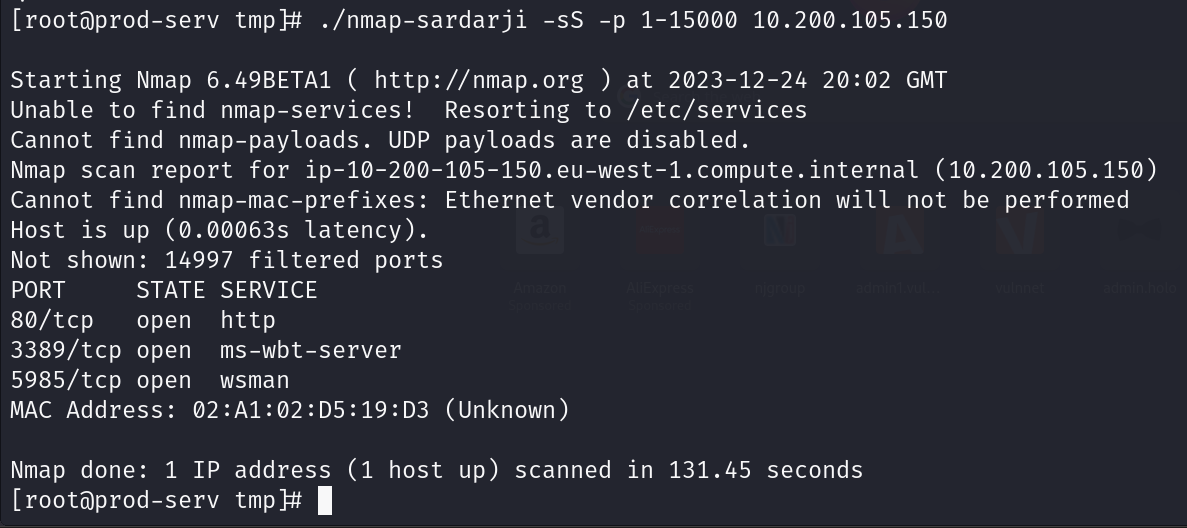 [root@prod-serv tmp]# ./nmap-sardarji -sS -p 1-15000 10.200.105.150
Starting Nmap 6.49BETA1 ( http://nmap.org ) at 2023-12-24 20:02 GMT
Unable to find nmap-services!  Resorting to /etc/services
Cannot find nmap-payloads. UDP payloads are disabled.
Nmap scan report for ip-10-200-105-150.eu-west-1.compute.internal (10.200.105.150)
Cannot find nmap-mac-prefixes: Ethernet vendor correlation will not be performed
Host is up (0.00063s latency).
Not shown: 14997 filtered ports
PORT     STATE SERVICE
80/tcp   open  http
3389/tcp open  ms-wbt-server
5985/tcp open  wsman
MAC Address: 02:A1:02:D5:19:D3 (Unknown)
Nmap done: 1 IP address (1 host up) scanned in 131.45 seconds
[root@prod-serv tmp]#